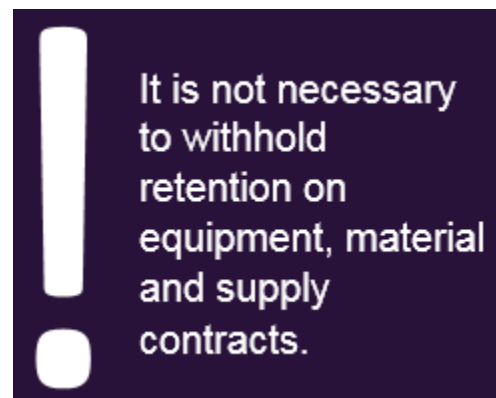 It is not necessary
to withhold
retention on
equipment, material
and supply
contracts.